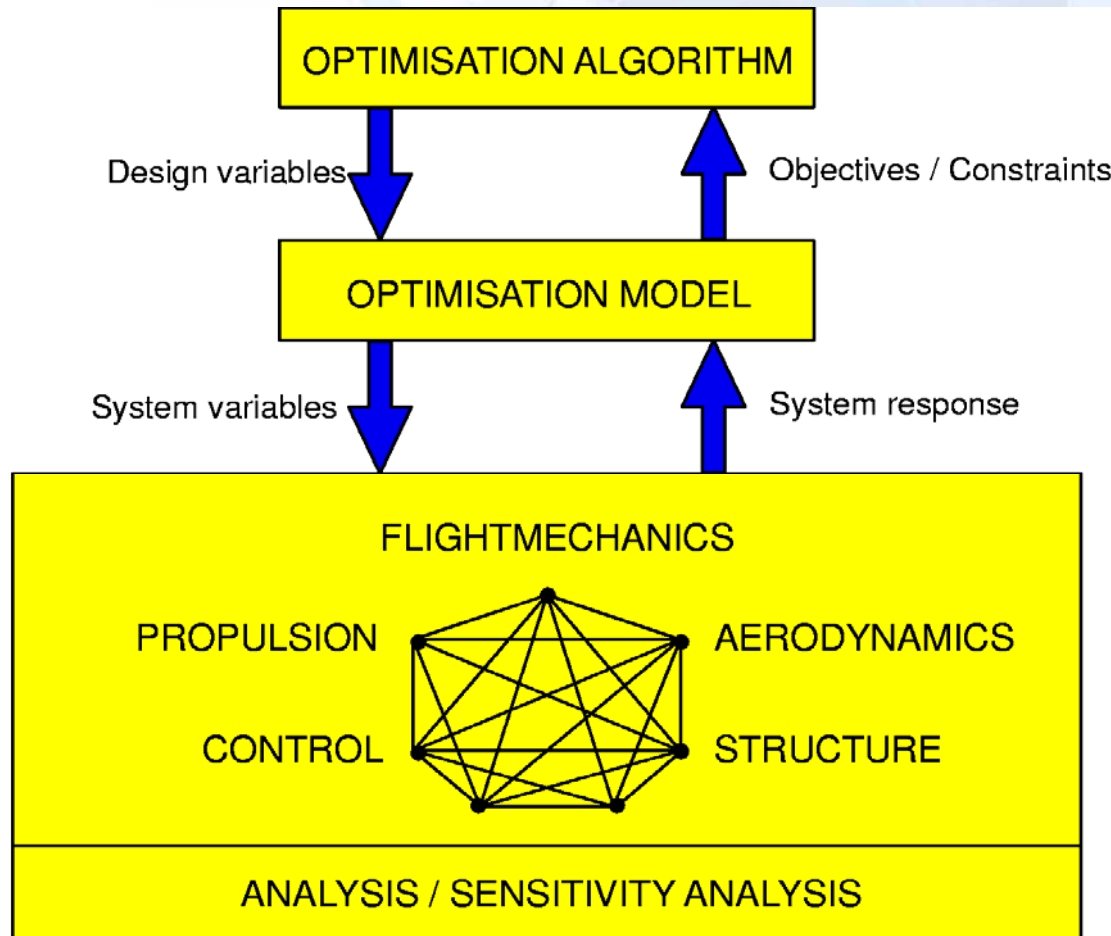 OPTIMISATION ALGORITHM
Design variables
Objectives / Constraints
OPTIMISATION MODEL
System variables
System response
FLIGHTMECHANICS
PROPULSION
AERODYNAMICS
CONTROL
STRUCTURE
ANALYSIS / SENSITIVITY ANALYSIS